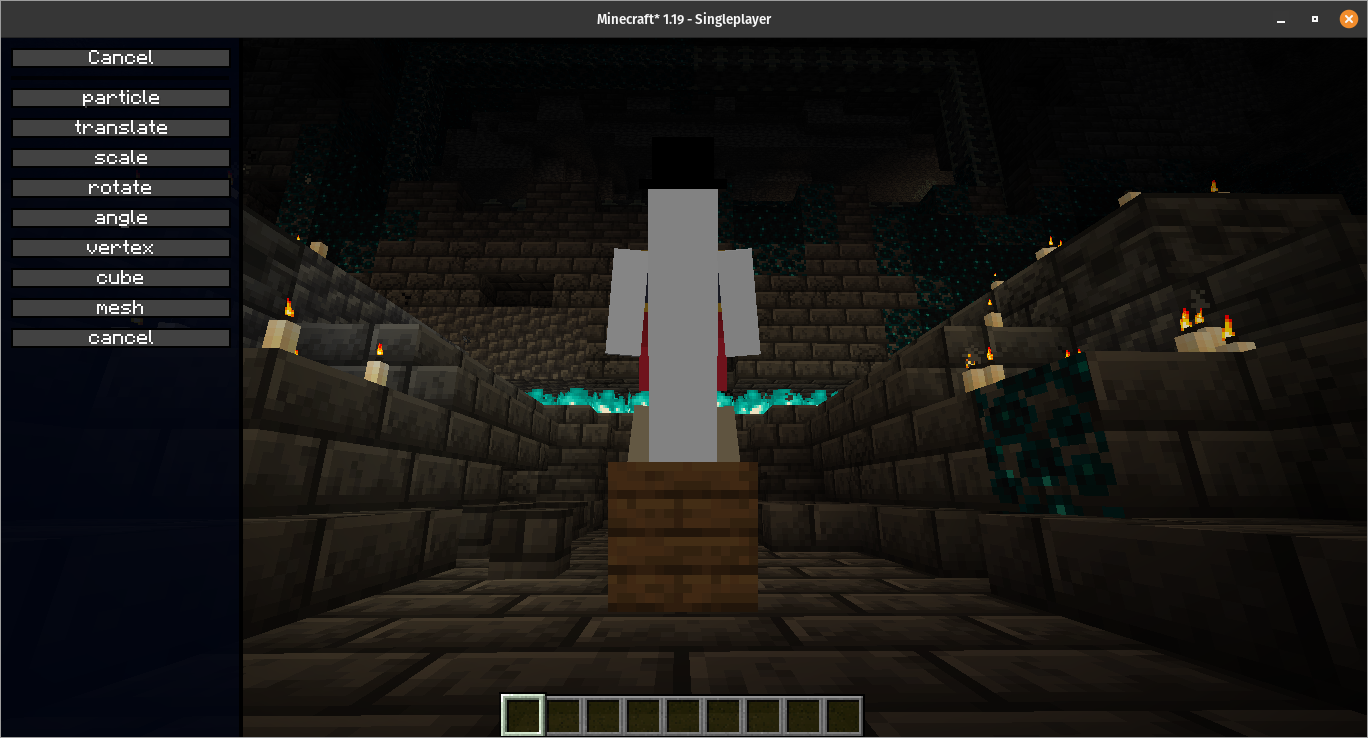 Minecraft* 1.19 - Singleplayer
Cancel
particle
translate
scale
rotate
angle
vertex
cube
mesh
cancel